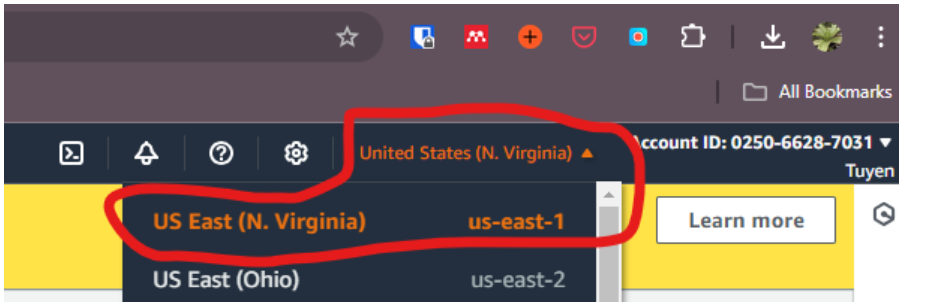 All Bookmarks
United States (N. Virginia) ▲
ccount ID: 0250-6628-7031 ▼
Tuyen
US East (N. Virginia) us-east-1
Learn more
US East (Ohio) us-east-2